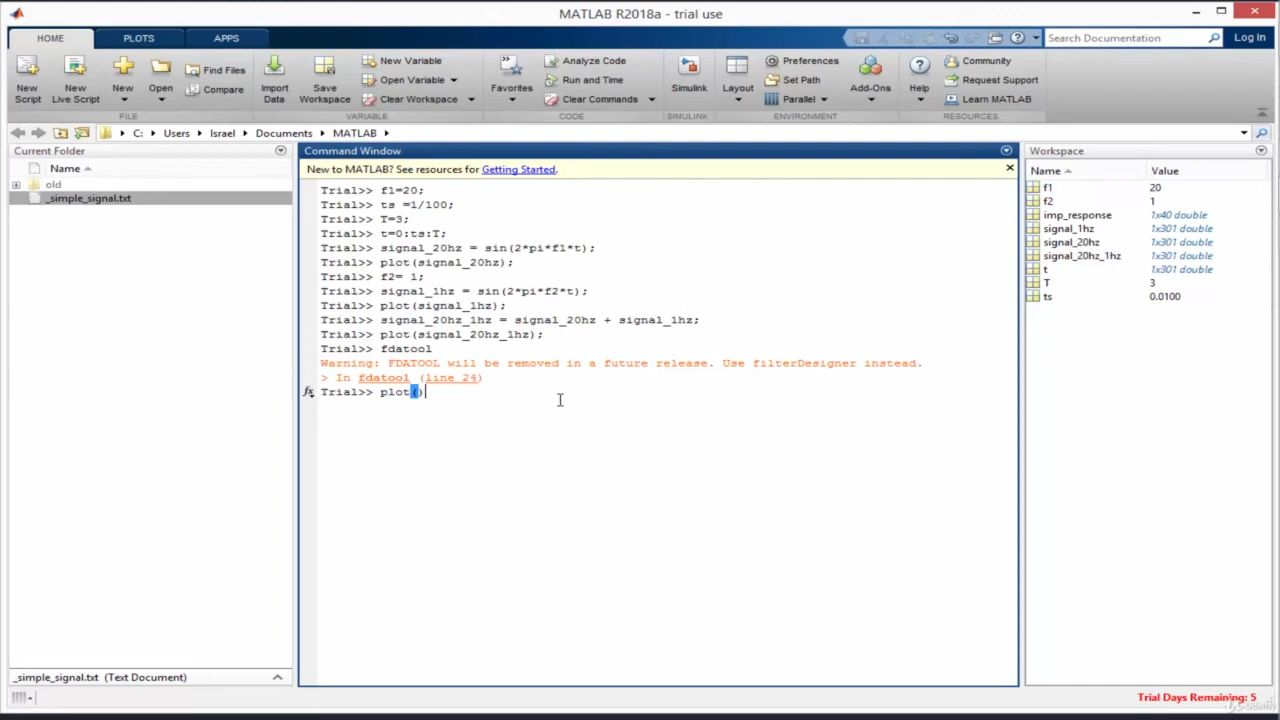 MATLAB R2018a - trial use
HOME PLOTS APPS
Search Documentation
Log In
New Script
New Live Script
New
Open
Find Files
Compare
FILE
Import Data
Save Workspace
New Variable
Open Variable
Clear Workspace
VARIABLE
Favorites
Analyze Code
Run and Time
Clear Commands
CODE
Simulink
SIMULINK
Layout
Preferences
Set Path
Parallel
Add-Ons
ENVIRONMENT
Help
Community
Request Support
Learn MATLAB
RESOURCES
C: Users Israel Documents MATLAB
Current Folder
Name
old
_simple_signal.txt
_simple_signal.txt (Text Document)
Command Window
New to MATLAB? See resources for Getting Started.
Trial>> f1=20;
Trial>> ts =1/100;
Trial>> T=3;
Trial>> t=0:ts:T;
Trial>> signal_20hz = sin(2*pi*f1*t);
Trial>> plot(signal_20hz);
Trial>> f2= 1;
Trial>> signal_1hz = sin(2*pi*f2*t);
Trial>> plot(signal_1hz);
Trial>> signal_20hz_1hz = signal_20hz + signal_1hz;
Trial>> plot(signal_20hz_1hz);
Trial>> fdatool
Warning: FDATOOL will be removed in a future release. Use filterDesigner instead.
> In fdatool (line 24)
fx Trial>> plot()
Workspace
Name Value
f1 20
f2 1
imp_response 1x40 double
signal_1hz 1x301 double
signal_20hz 1x301 double
signal_20hz_1hz 1x301 double
t 1x301 double
T 3
ts 0.0100
Trial Days Remaining: 5
Udemy